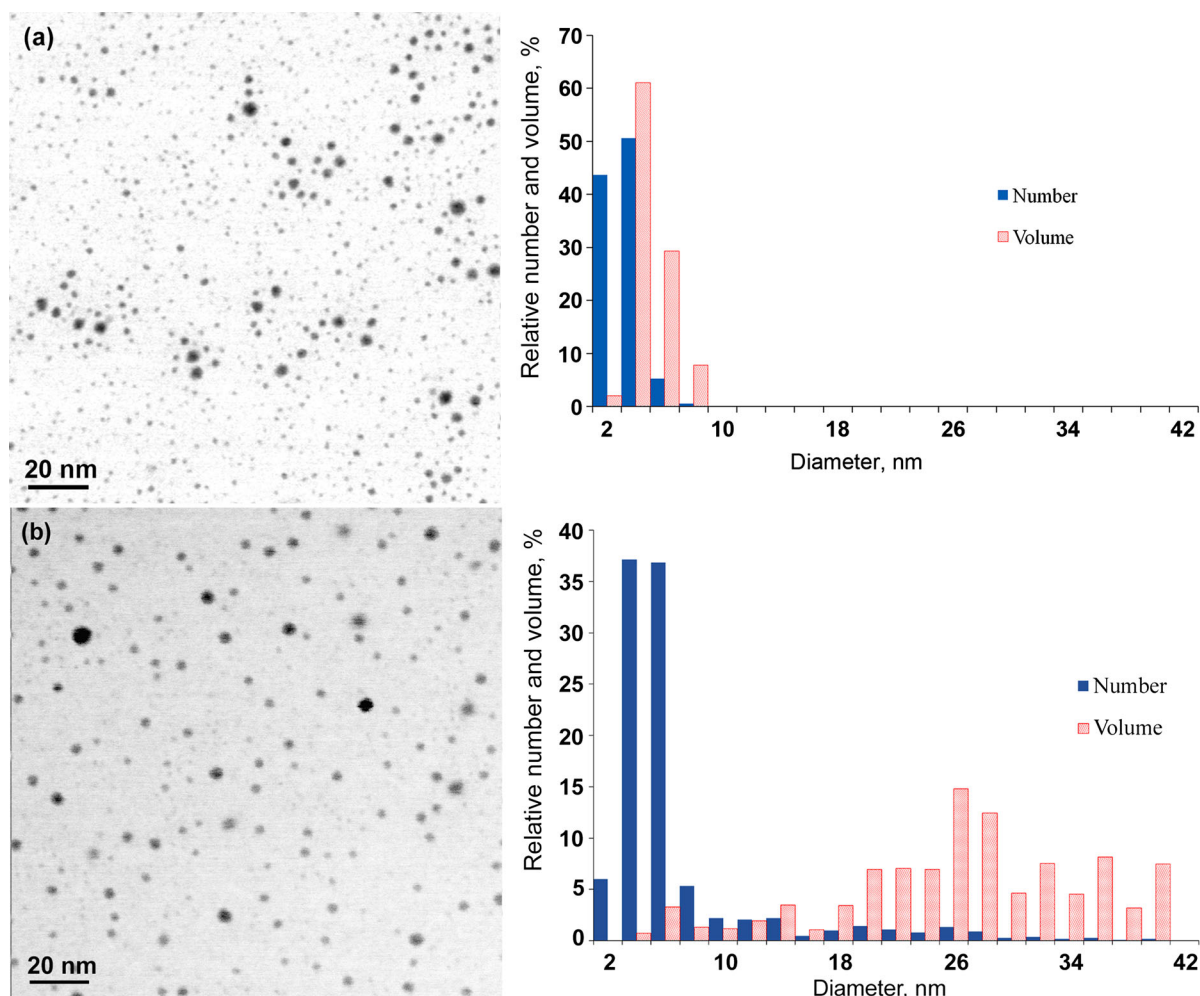 (a)
20 nm
Relative number and volume, %
70
60
50
40
30
20
10
0
2 10 18 26 34 42
Diameter, nm
Number
Volume
(b)
20 nm
Relative number and volume, %
40
35
30
25
20
15
10
5
0
2 10 18 26 34 42
Diameter, nm
Number
Volume